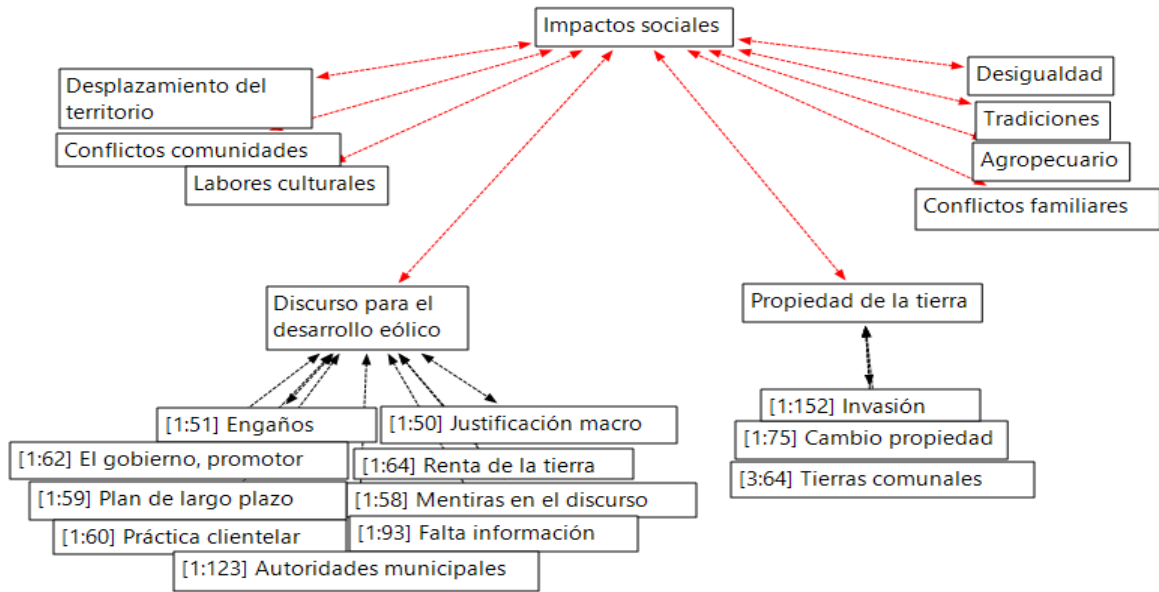 Impactos sociales
Desplazamiento del
territorio
Conflictos comunidades
Labores culturales
Desigualdad
Tradiciones
Agropecuario
Conflictos familiares
Discurso para el
desarrollo eólico
[1:51] Engaños
[1:50] Justificación macro
[1:62] El gobierno, promotor
[1:64] Renta de la tierra
[1:59] Plan de largo plazo
[1:58] Mentiras en el discurso
[1:60] Práctica clientelar
[1:93] Falta información
[1:123] Autoridades municipales
Propiedad de la tierra
[1:152] Invasión
[1:75] Cambio propiedad
[3:64] Tierras comunales